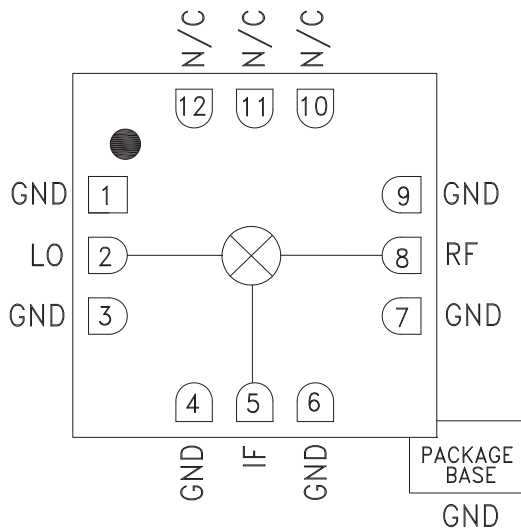 N/C N/C N/C
12 11 10
GND 1 9 GND
LO 2 8 RF
GND 3 7 GND
4 5 6
GND IF GND
PACKAGE
BASE
GND